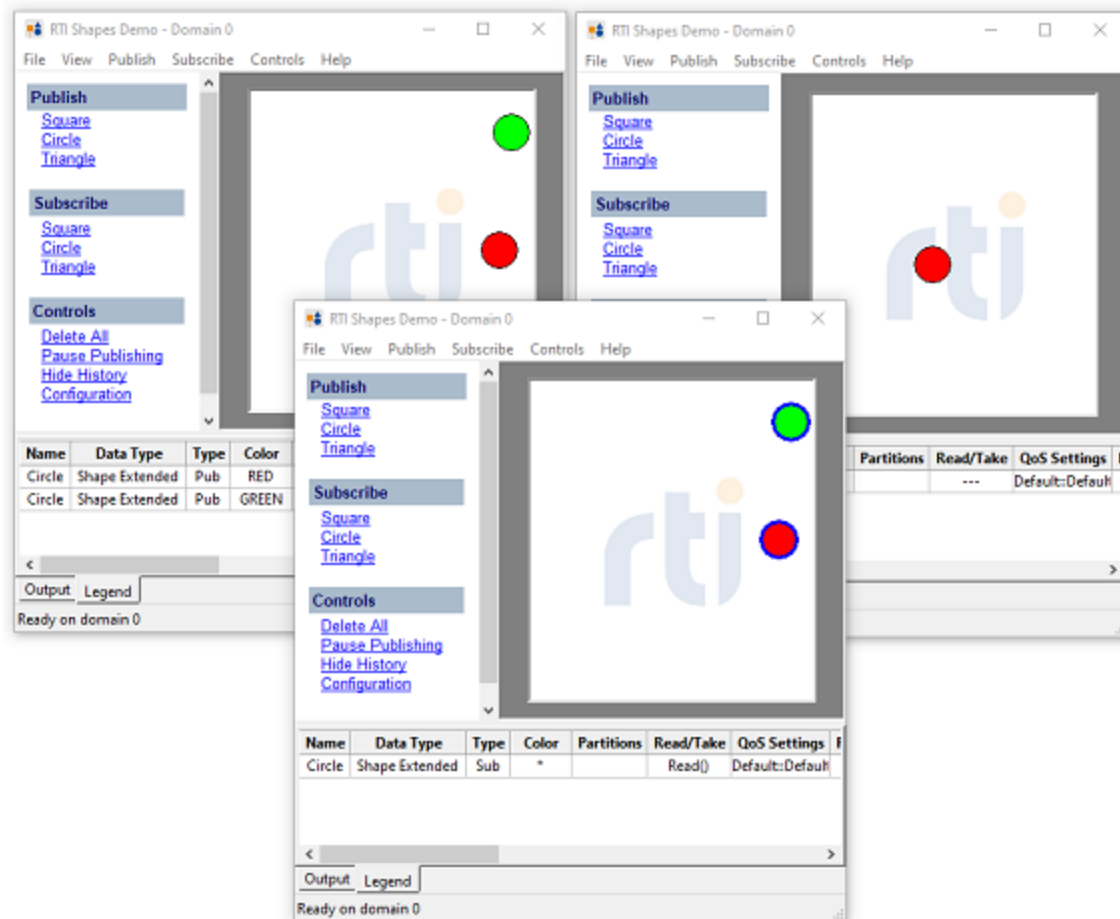 RTI Shapes Demo - Domain 0
File View Publish Subscribe Controls Help
Publish
Square
Circle
Triangle
Subscribe
Square
Circle
Triangle
Controls
Delete All
Pause Publishing
Hide History
Configuration
rti
Name Data Type Type Color
Circle Shape Extended Pub RED
Circle Shape Extended Pub GREEN
Output Legend
Ready on domain 0
RTI Shapes Demo - Domain 0
File View Publish Subscribe Controls Help
Publish
Square
Circle
Triangle
Subscribe
Square
Circle
Triangle
rti
Partitions Read/Take QoS Settings
--- Default::Default
RTI Shapes Demo - Domain 0
File View Publish Subscribe Controls Help
Publish
Square
Circle
Triangle
Subscribe
Square
Circle
Triangle
Controls
Delete All
Pause Publishing
Hide History
Configuration
rti
Name Data Type Type Color Partitions Read/Take QoS Settings
Circle Shape Extended Sub * Read() Default::Default
Output Legend
Ready on domain 0